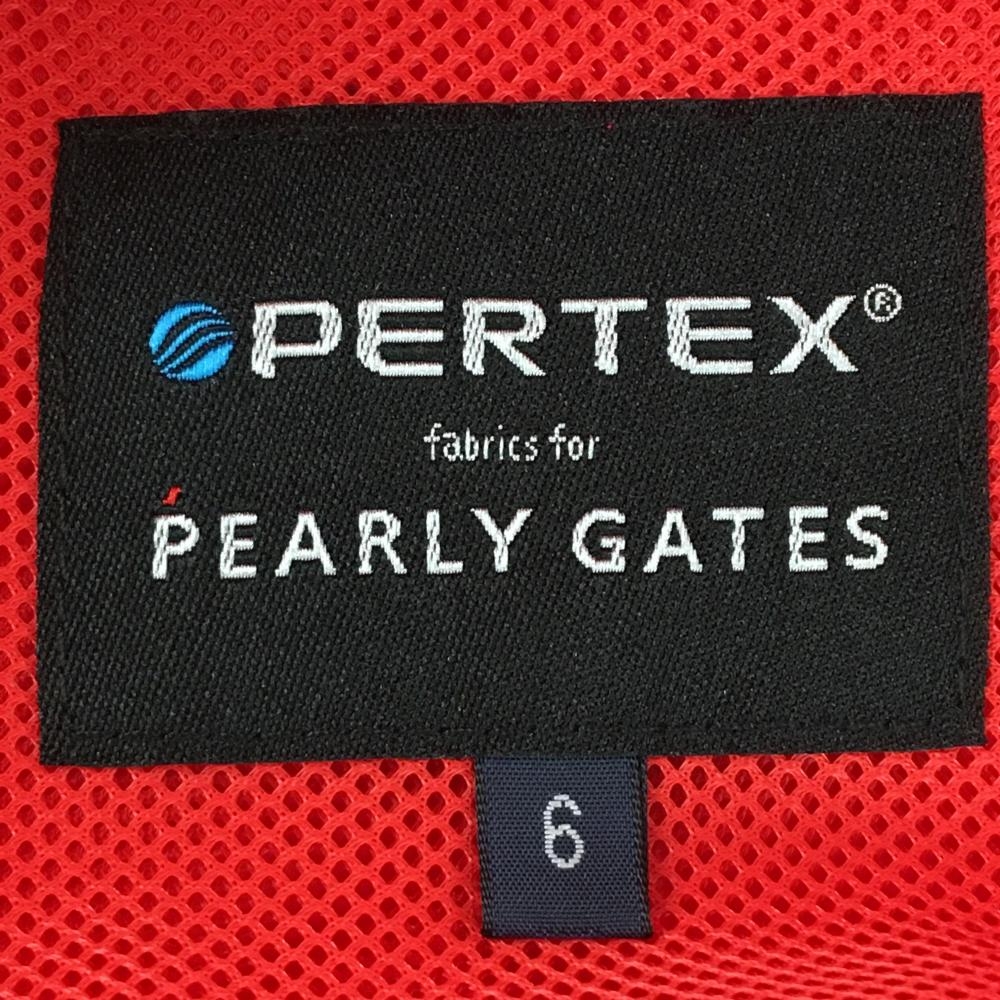 PERTEX®
fabrics for
PEARLY GATES
6